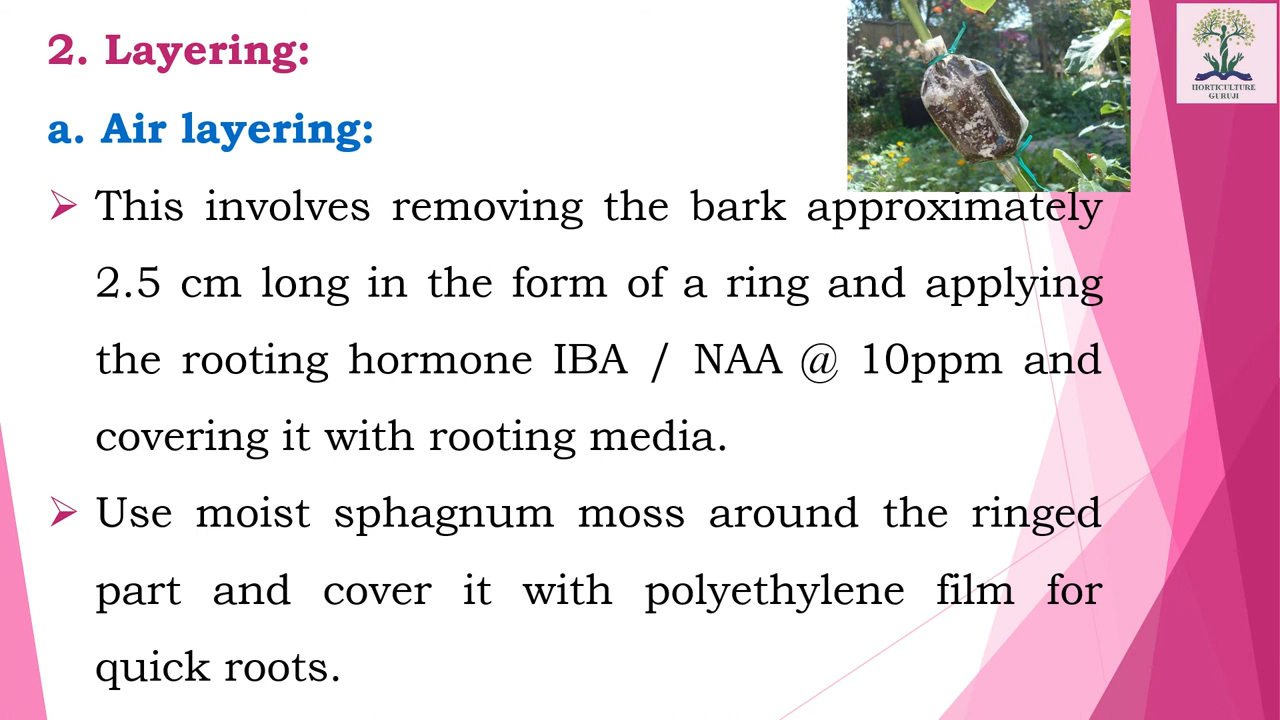 2. Layering:
HORTICULTURE
GURUJI
a. Air layering:
➢ This involves removing the bark approximately
2.5 cm long in the form of a ring and applying
the rooting hormone IBA / NAA @ 10ppm and
covering it with rooting media.
➢ Use moist sphagnum moss around the ringed
part and cover it with polyethylene film for
quick roots.